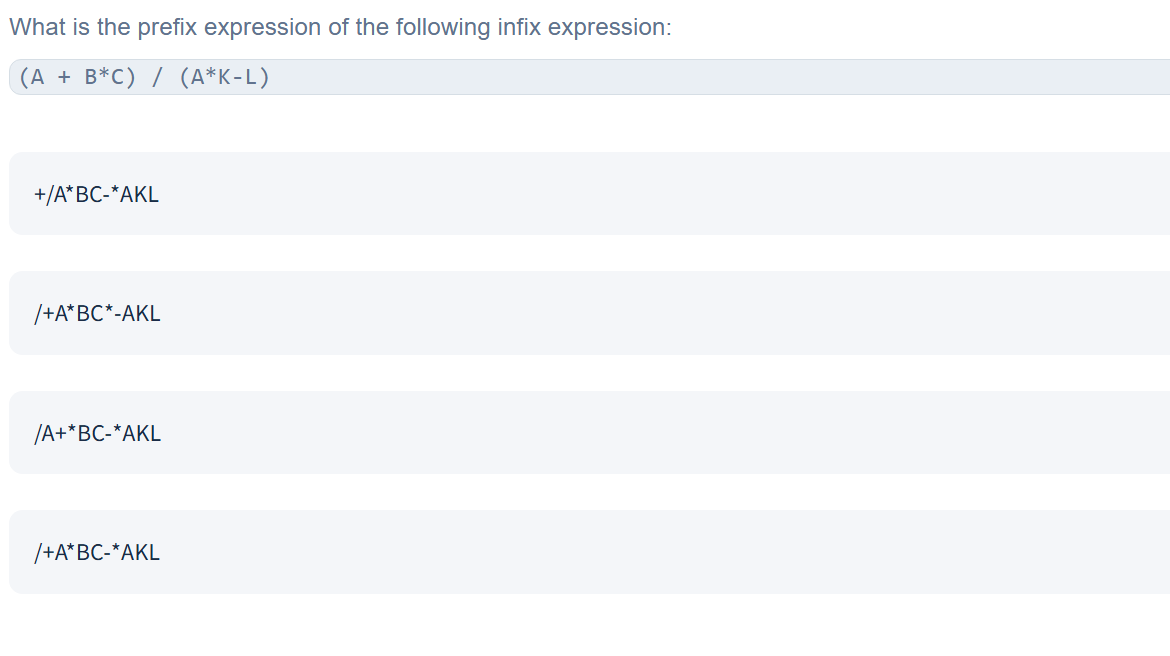 What is the prefix expression of the following infix expression:
(A + B*C) / (A*K-L)
+/A*BC-*AKL
/+A*BC*-AKL
/A+*BC-*AKL
/+A*BC-*AKL